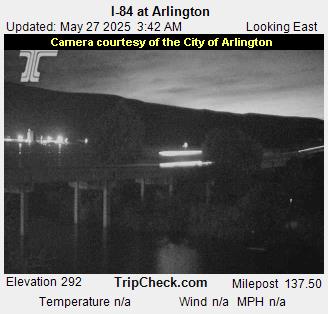 I-84 at Arlington
Updated: May 27 2025 3:42 AM Looking East
Camera courtesy of the City of Arlington
Elevation 292 TripCheck.com Milepost 137.50
Temperature n/a Wind n/a MPH n/a